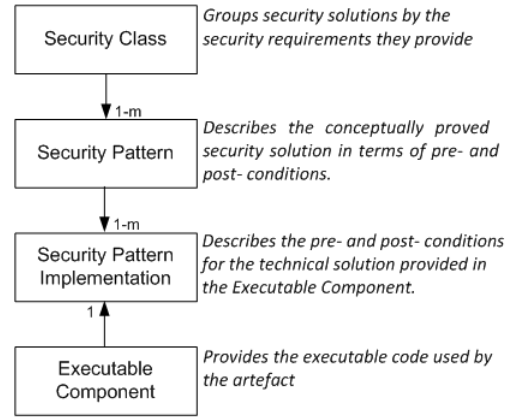 Security Class
Groups security solutions by the
security requirements they provide
1-m
Security Pattern
Describes the conceptually proved
security solution in terms of pre- and
post- conditions.
1-m
Security Pattern
Implementation
Describes the pre- and post- conditions
for the technical solution provided in
the Executable Component.
1
Executable
Component
Provides the executable code used by
the artefact